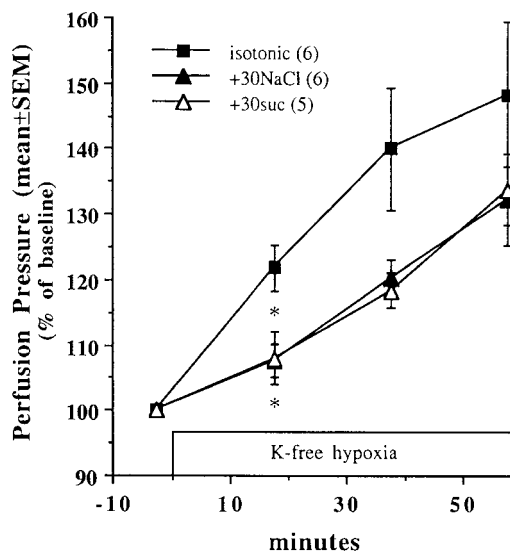 160
150
140
130
120
110
100
90
isotonic (6)
+30NaCl (6)
+30suc (5)
*
*
K-free hypoxia
-10
10
30
50
minutes
Perfusion Pressure (mean±SEM)
(% of baseline)